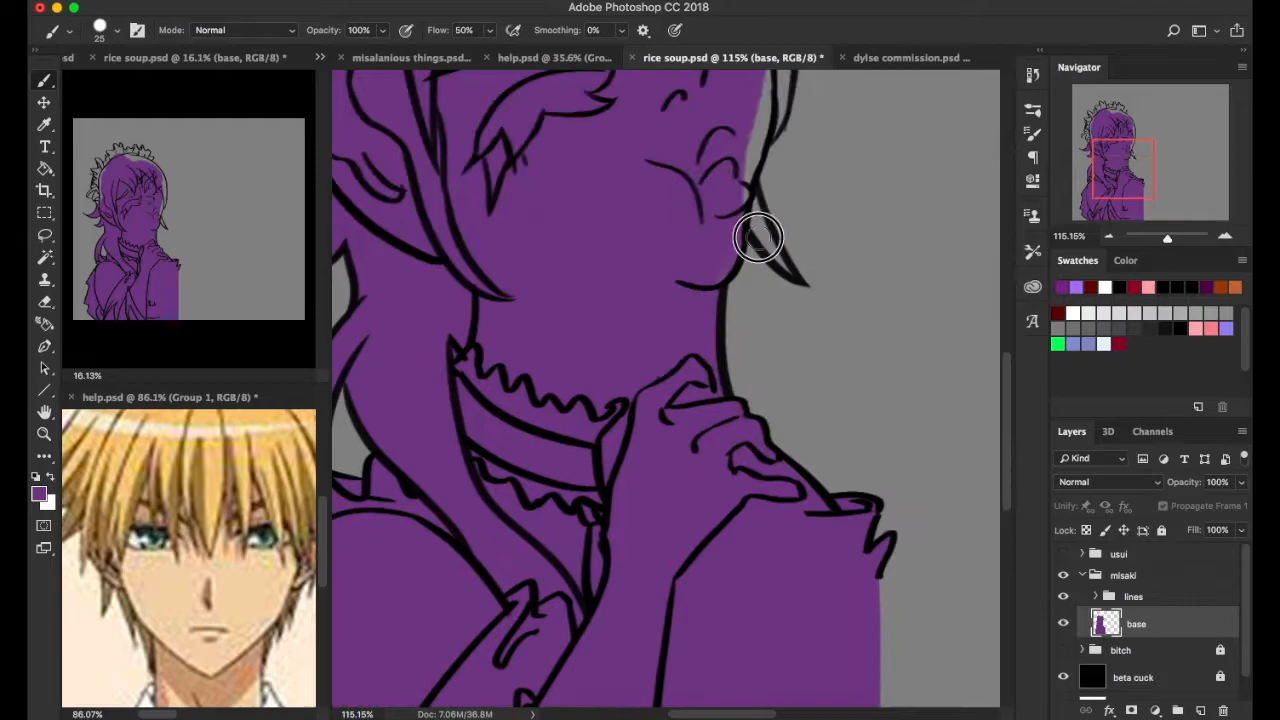 Adobe Photoshop CC 2018
25
Mode: Normal
Opacity: 100%
Flow: 50%
Smoothing: 0%
sd
rice soup.psd @ 16.1% (base, RGB/8) *
misalanious things.psd...
help.psd @ 35.6% (Gro...
rice soup.psd @ 115% (base, RGB/8) *
dylse commission.psd ...
Navigator
115.15%
Swatches
Color
16.13%
help.psd @ 86.1% (Group 1, RGB/8) *
Layers
3D
Channels
Kind
Normal
Opacity: 100%
Unify:
Propagate Frame 1
Lock:
Fill: 100%
usui
misaki
lines
base
bitch
beta cuck
86.07%
115.15%
Doc: 7.06M/36.8M